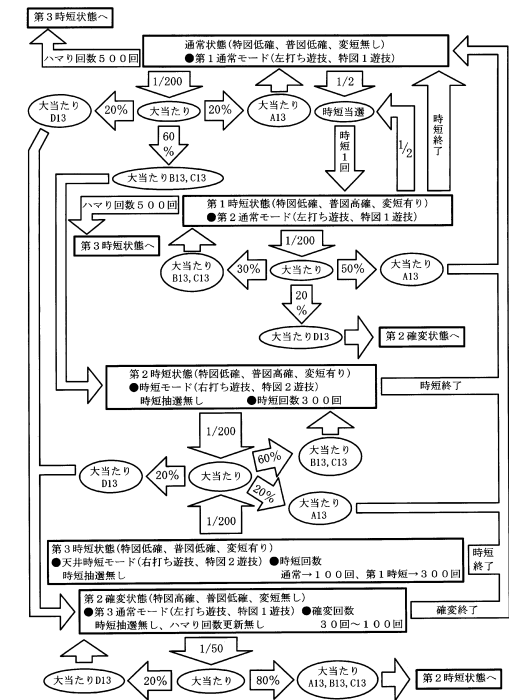 第３時短状態へ
通常状態(特図低確、普図低確、変短無し)
●第１通常モード(左打ち遊技、特図１遊技)
ハマり回数５００回
1/200
1/2
大当たり
D13
20%
大当たり
20%
大当たり
A13
時短当選
1/2
時短終了
60
%
時短１回
大当たりB13,C13
ハマり回数５００回
第１時短状態(特図低確、普図高確、変短有り)
●第２通常モード(左打ち遊技、特図１遊技)
第３時短状態へ
1/200
大当たり
B13,C13
30%
大当たり
50%
大当たり
A13
20
%
大当たりD13
第２確変状態へ
第２時短状態(特図低確、普図高確、変短有り)
●時短モード(右打ち遊技、特図２遊技)
時短抽選無し　●時短回数３００回
時短終了
1/200
60%
大当たり
B13,C13
大当たり
D13
20%
大当たり
20%
大当たり
A13
1/200
第３時短状態(特図低確、普図低確、変短有り)
●天井時短モード(右打ち遊技、特図２遊技) ●時短回数
時短抽選無し　通常→１００回、第１時短→３００回
時短
終了
第２確変状態(特図高確、普図低確、変短無し)
●第３通常モード(左打ち遊技、特図１遊技) ●確変回数
時短抽選無し、ハマり回数更新無し　３０回～１００回
確変終了
1/50
大当たりD13
20%
大当たり
80%
大当たり
A13,B13,C13
第２時短状態へ